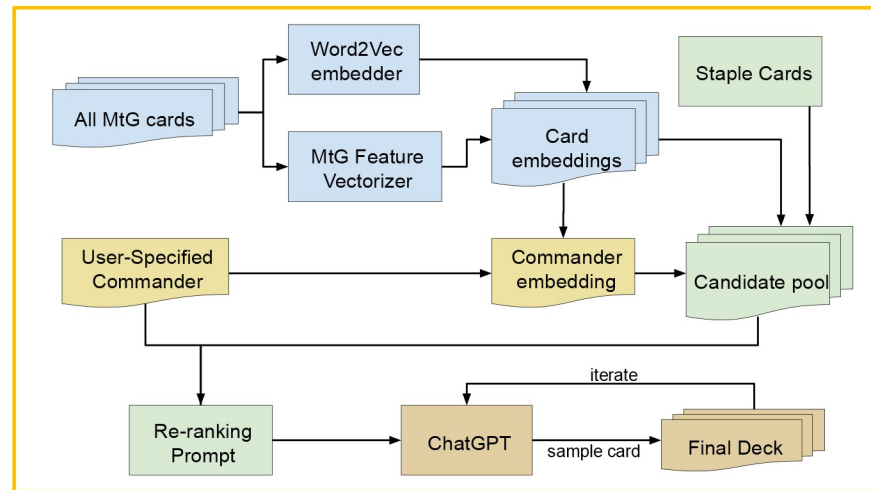 Word2Vec
embedder
Staple Cards
All MtG cards
MtG Feature
Vectorizer
Card
embeddings
User-Specified
Commander
Commander
embedding
Candidate pool
iterate
Re-ranking
Prompt
ChatGPT
sample card
Final Deck